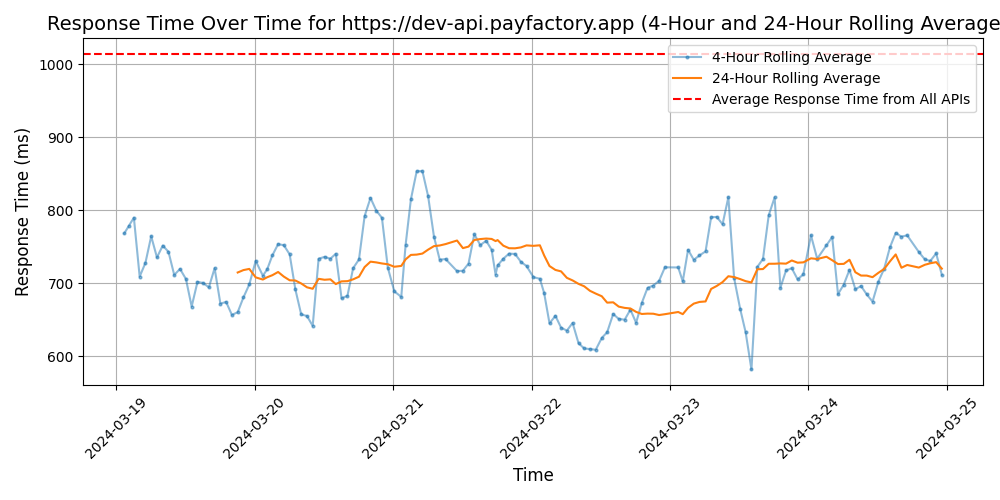 Response Time Over Time for https://dev-api.payfactory.app (4-Hour and 24-Hour Rolling Average
4-Hour Rolling Average
24-Hour Rolling Average
Average Response Time from All APIs
Response Time (ms)
1000
900
800
700
600
2024-03-19
2024-03-20
2024-03-21
2024-03-22
2024-03-23
2024-03-24
2024-03-25
Time